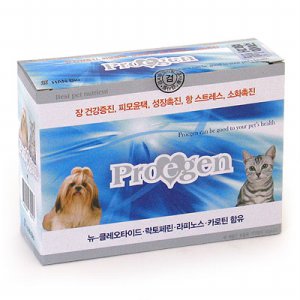 Best pet nutrient
장 건강증진, 피모윤택, 성장촉진, 항 스트레스, 소화촉진
Proegen can be good to your pet's health
Proegen
뉴-클레오타이드·락토페린·라피노스·카로틴 함유